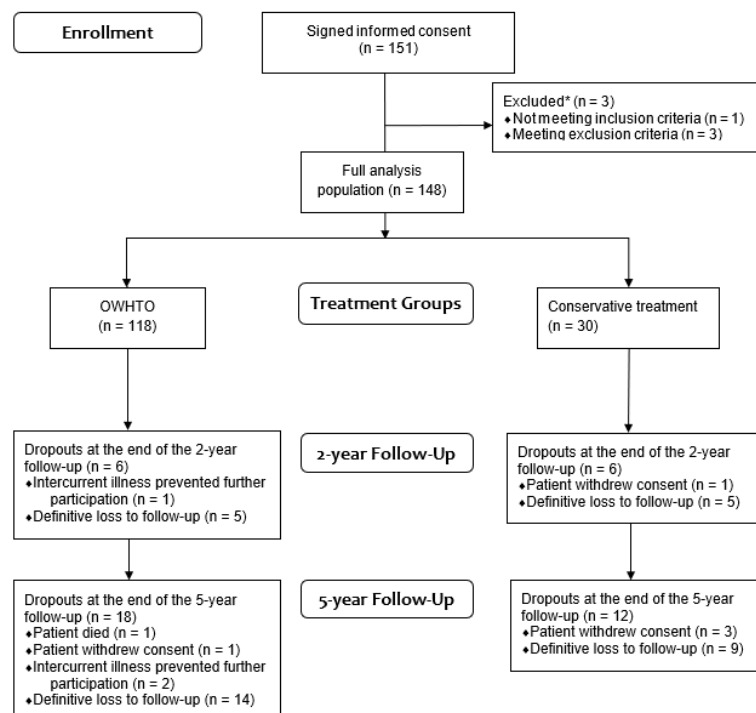 Enrollment
Signed informed consent
(n = 151)
Excluded* (n = 3)
♦Not meeting inclusion criteria (n = 1)
♦Meeting exclusion criteria (n = 3)
Full analysis
population (n = 148)
OWHTO
(n = 118)
Treatment Groups
Conservative treatment
(n = 30)
Dropouts at the end of the 2-year
follow-up (n = 6)
♦Intercurrent illness prevented further
participation (n = 1)
♦Definitive loss to follow-up (n = 5)
2-year Follow-Up
Dropouts at the end of the 2-year
follow-up (n = 6)
♦Patient withdrew consent (n = 1)
♦Definitive loss to follow-up (n = 5)
Dropouts at the end of the 5-year
follow-up (n = 18)
♦Patient died (n = 1)
♦Patient withdrew consent (n = 1)
♦Intercurrent illness prevented further
participation (n = 2)
♦Definitive loss to follow-up (n = 14)
5-year Follow-Up
Dropouts at the end of the 5-year
follow-up (n = 12)
♦Patient withdrew consent (n = 3)
♦Definitive loss to follow-up (n = 9)